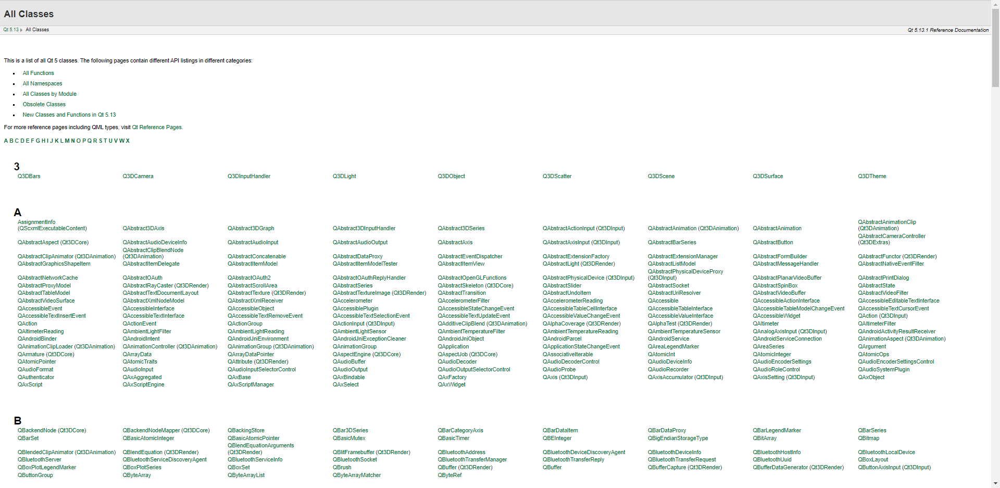 All Classes
Qt 5.13 All Classes Qt 5.13.1 Reference Documentation
This is a list of all Qt 5 classes. The following pages contain different API listings in different categories:
All Functions
All Namespaces
All Classes by Module
Obsolete Classes
New Classes and Functions in Qt 5.13
For more reference pages including QML types, visit Qt Reference Pages.
A B C D E F G H I J K L M N O P Q R S T U V W X
3
Q3DBars Q3DCamera Q3DInputHandler Q3DLight Q3DObject Q3DScatter Q3DScene Q3DSurface Q3DTheme
A
AssignmentInfo QAbstractAnimationClip
(QScxmlExecutableContent) QAbstract3DAxis QAbstract3DGraph QAbstract3DInputHandler QAbstract3DSeries QAbstractActionInput (Qt3DInput) QAbstractAnimation (Qt3DAnimation) QAbstractAnimation (Qt3DAnimation)
QAbstractCameraController
QAbstractAspect (Qt3DCore) QAbstractAudioDeviceInfo QAbstractAudioInput QAbstractAudioOutput QAbstractAxis QAbstractAxisInput (Qt3DInput) QAbstractBarSeries QAbstractButton (Qt3DExtras)
QAbstractClipBlendNode
QAbstractClipAnimator (Qt3DAnimation) (Qt3DAnimation) QAbstractConcatenable QAbstractDataProxy QAbstractEventDispatcher QAbstractExtensionFactory QAbstractExtensionManager QAbstractFormBuilder QAbstractFunctor (Qt3DRender)
QAbstractGraphicsShapeItem QAbstractItemDelegate QAbstractItemModel QAbstractItemModelTester QAbstractItemView QAbstractLight (Qt3DRender) QAbstractListModel QAbstractMessageHandler QAbstractNativeEventFilter
QAbstractPhysicalDeviceProxy
QAbstractNetworkCache QAbstractOAuth QAbstractOAuth2 QAbstractOAuthReplyHandler QAbstractOpenGLFunctions QAbstractPhysicalDevice (Qt3DInput) (Qt3DInput) QAbstractPlanarVideoBuffer QAbstractPrintDialog
QAbstractProxyModel QAbstractRayCaster (Qt3DRender) QAbstractScrollArea QAbstractSeries QAbstractSkeleton (Qt3DCore) QAbstractSlider QAbstractSocket QAbstractSpinBox QAbstractState
QAbstractTableModel QAbstractTextDocumentLayout QAbstractTexture (Qt3DRender) QAbstractTextureImage (Qt3DRender) QAbstractTransition QAbstractUndoItem QAbstractUriResolver QAbstractVideoBuffer QAbstractVideoFilter
QAbstractVideoSurface QAbstractXmlNodeModel QAbstractXmlReceiver QAccelerometer QAccelerometerFilter QAccelerometerReading QAccessible QAccessibleActionInterface QAccessibleEditableTextInterface
QAccessibleEvent QAccessibleInterface QAccessibleObject QAccessiblePlugin QAccessibleStateChangeEvent QAccessibleTableCellInterface QAccessibleTableInterface QAccessibleTableModelChangeEvent QAccessibleTextCursorEvent
QAccessibleTextInsertEvent QAccessibleTextInterface QAccessibleTextRemoveEvent QAccessibleTextSelectionEvent QAccessibleTextUpdateEvent QAccessibleValueChangeEvent QAccessibleValueInterface QAccessibleWidget QAction (Qt3DInput)
QAction QActionEvent QActionGroup QActionInput (Qt3DInput) QAdditiveClipBlend (Qt3DAnimation) QAlphaCoverage (Qt3DRender) QAlphaTest (Qt3DRender) QAltimeter QAltimeterFilter
QAltimeterReading QAmbientLightFilter QAmbientLightReading QAmbientLightSensor QAmbientTemperatureFilter QAmbientTemperatureReading QAmbientTemperatureSensor QAnalogAxisInput (Qt3DInput) QAndroidActivityResultReceiver
QAndroidBinder QAndroidIntent QAndroidJniEnvironment QAndroidJniExceptionCleaner QAndroidJniObject QAndroidParcel QAndroidService QAndroidServiceConnection QAnimationAspect (Qt3DAnimation)
QAnimationClipLoader (Qt3DAnimation) QAnimationController (Qt3DAnimation) QAnimationGroup (Qt3DAnimation) QAnimationGroup QApplication QApplicationStateChangeEvent QAreaLegendMarker QAreaSeries QArgument
QArmature (Qt3DCore) QArrayData QArrayDataPointer QAspectEngine (Qt3DCore) QAspectJob (Qt3DCore) QAssociativeIterable QAtomicInt QAtomicInteger QAtomicOps
QAtomicPointer QAtomicTraits QAttribute (Qt3DRender) QAudioBuffer QAudioDecoder QAudioDecoderControl QAudioDeviceInfo QAudioEncoderSettings QAudioEncoderSettingsControl
QAudioFormat QAudioInput QAudioInputSelectorControl QAudioOutput QAudioOutputSelectorControl QAudioProbe QAudioRecorder QAudioRoleControl QAudioSystemPlugin
QAuthenticator QAxAggregated QAxBase QAxBindable QAxFactory QAxis (Qt3DInput) QAxisAccumulator (Qt3DInput) QAxisSetting (Qt3DInput) QAxObject
QAxScript QAxScriptEngine QAxScriptManager QAxSelect QAxWidget
B
QBackendNode (Qt3DCore) QBackendNodeMapper (Qt3DCore) QBackingStore QBar3DSeries QBarCategoryAxis QBarDataItem QBarDataProxy QBarLegendMarker QBarSeries
QBarSet QBasicAtomicInteger QBasicAtomicPointer QBasicMutex QBasicTimer QBEInteger QBigEndianStorageType QBitArray QBitmap
QBlendEquationArguments
QBlendedClipAnimator (Qt3DAnimation) QBlendEquation (Qt3DRender) (Qt3DRender) QBlitFramebuffer (Qt3DRender) QBluetoothAddress QBluetoothDeviceDiscoveryAgent QBluetoothDeviceInfo QBluetoothHostInfo QBluetoothLocalDevice
QBluetoothServer QBluetoothServiceDiscoveryAgent QBluetoothServiceInfo QBluetoothSocket QBluetoothTransferManager QBluetoothTransferReply QBluetoothTransferRequest QBluetoothUuid QBoxLayout
QBoxPlotLegendMarker QBoxPlotSeries QBoxSet QBrush QBuffer (Qt3DRender) QBuffer QBufferCapture (Qt3DRender) QBufferDataGenerator (Qt3DRender) QButtonAxisInput (Qt3DInput)
QButtonGroup QByteArray QByteArrayList QByteArrayMatcher QByteRef